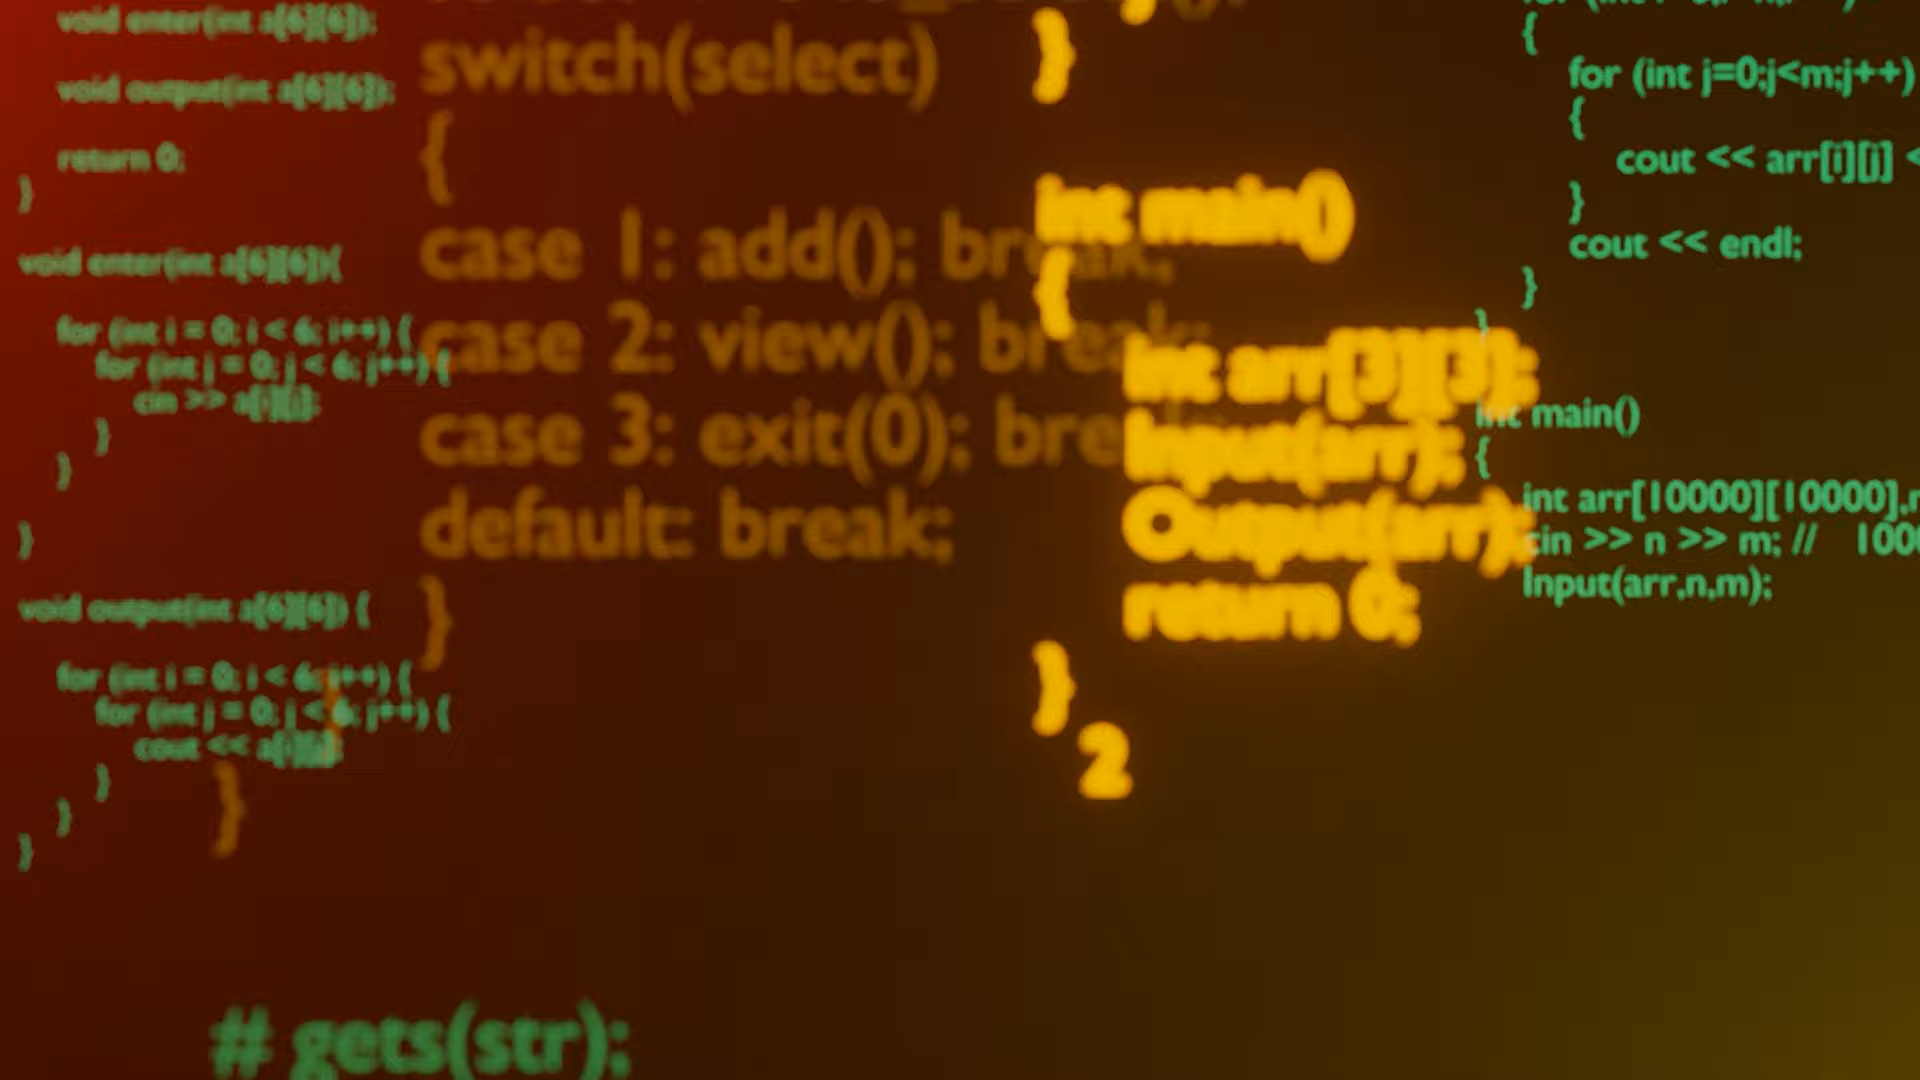 void enter(int a[6][6]);
void output(int a[6][6]);
return 0;
}
void enter(int a[6][6]){
for (int i = 0; i < 6; i++) {
for (int j = 0; j < 6; j++) {
cin >> a[i][j];
}
}
}
void output(int a[6][6]) {
for (int i = 0; i < 6; i++) {
for (int j = 0; j < 6; j++) {
cout << a[i][j];
}
}
}
switch(select)
{
case 1: add(); break;
case 2: view(); break;
case 3: exit(0); bre
default: break;
}
}
}
# gets(str);
}
int main()
{
int arr[3][3];
Input(arr);
Output(arr);
return 0;
}
2
{
for (int j=0;j<m;j++)
{
cout << arr[i][j] <
}
cout << endl;
}
}
int main()
{
int arr[10000][10000],n
cin >> n >> m; // 1000
Input(arr,n,m);